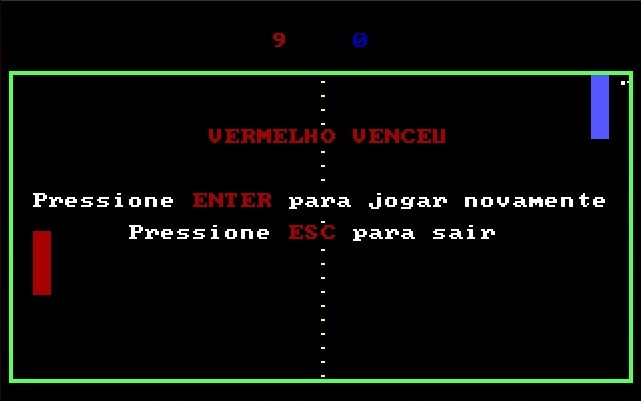 9 0
VERMELHO VENCEU
Pressione ENTER para jogar novamente
Pressione ESC para sair